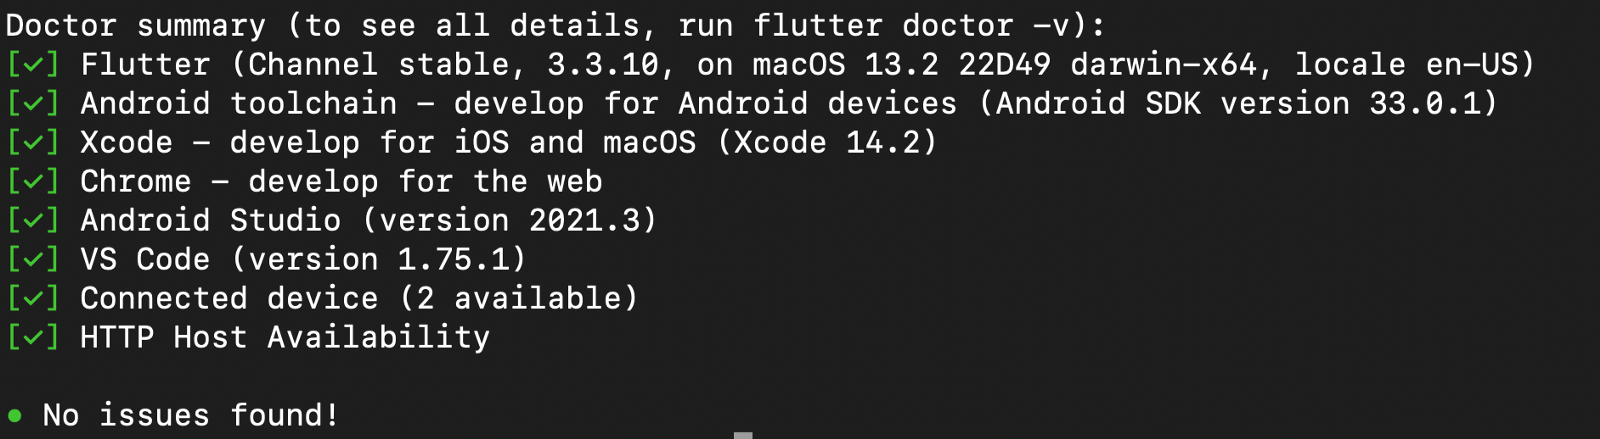 Doctor summary (to see all details, run flutter doctor -v):
[✓] Flutter (Channel stable, 3.3.10, on macOS 13.2 22D49 darwin-x64, locale en-US)
[✓] Android toolchain - develop for Android devices (Android SDK version 33.0.1)
[✓] Xcode - develop for iOS and macOS (Xcode 14.2)
[✓] Chrome - develop for the web
[✓] Android Studio (version 2021.3)
[✓] VS Code (version 1.75.1)
[✓] Connected device (2 available)
[✓] HTTP Host Availability
• No issues found!